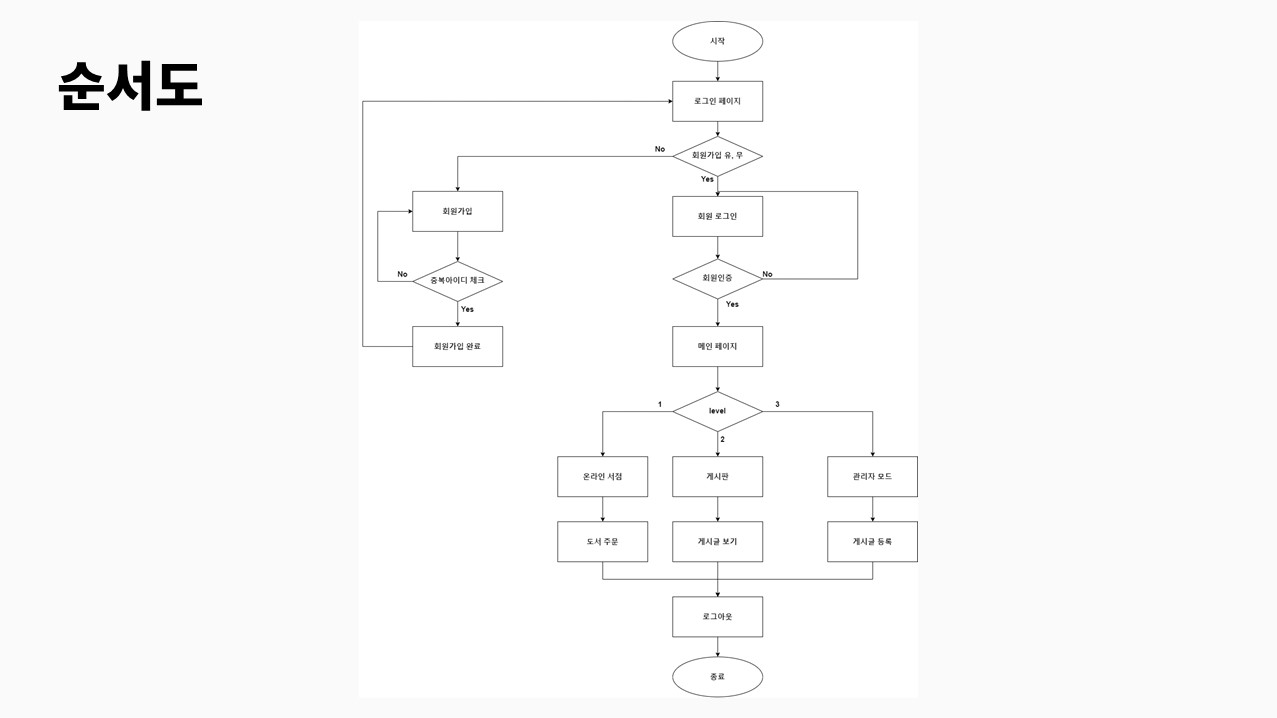 순서도
시작
로그인 페이지
회원가입 유, 무
No
Yes
회원가입
회원 로그인
중복아이디 체크
No
Yes
회원인증
No
Yes
회원가입 완료
메인 페이지
level
1
2
3
온라인 서점
게시판
관리자 모드
도서 주문
게시글 보기
게시글 등록
로그아웃
종료